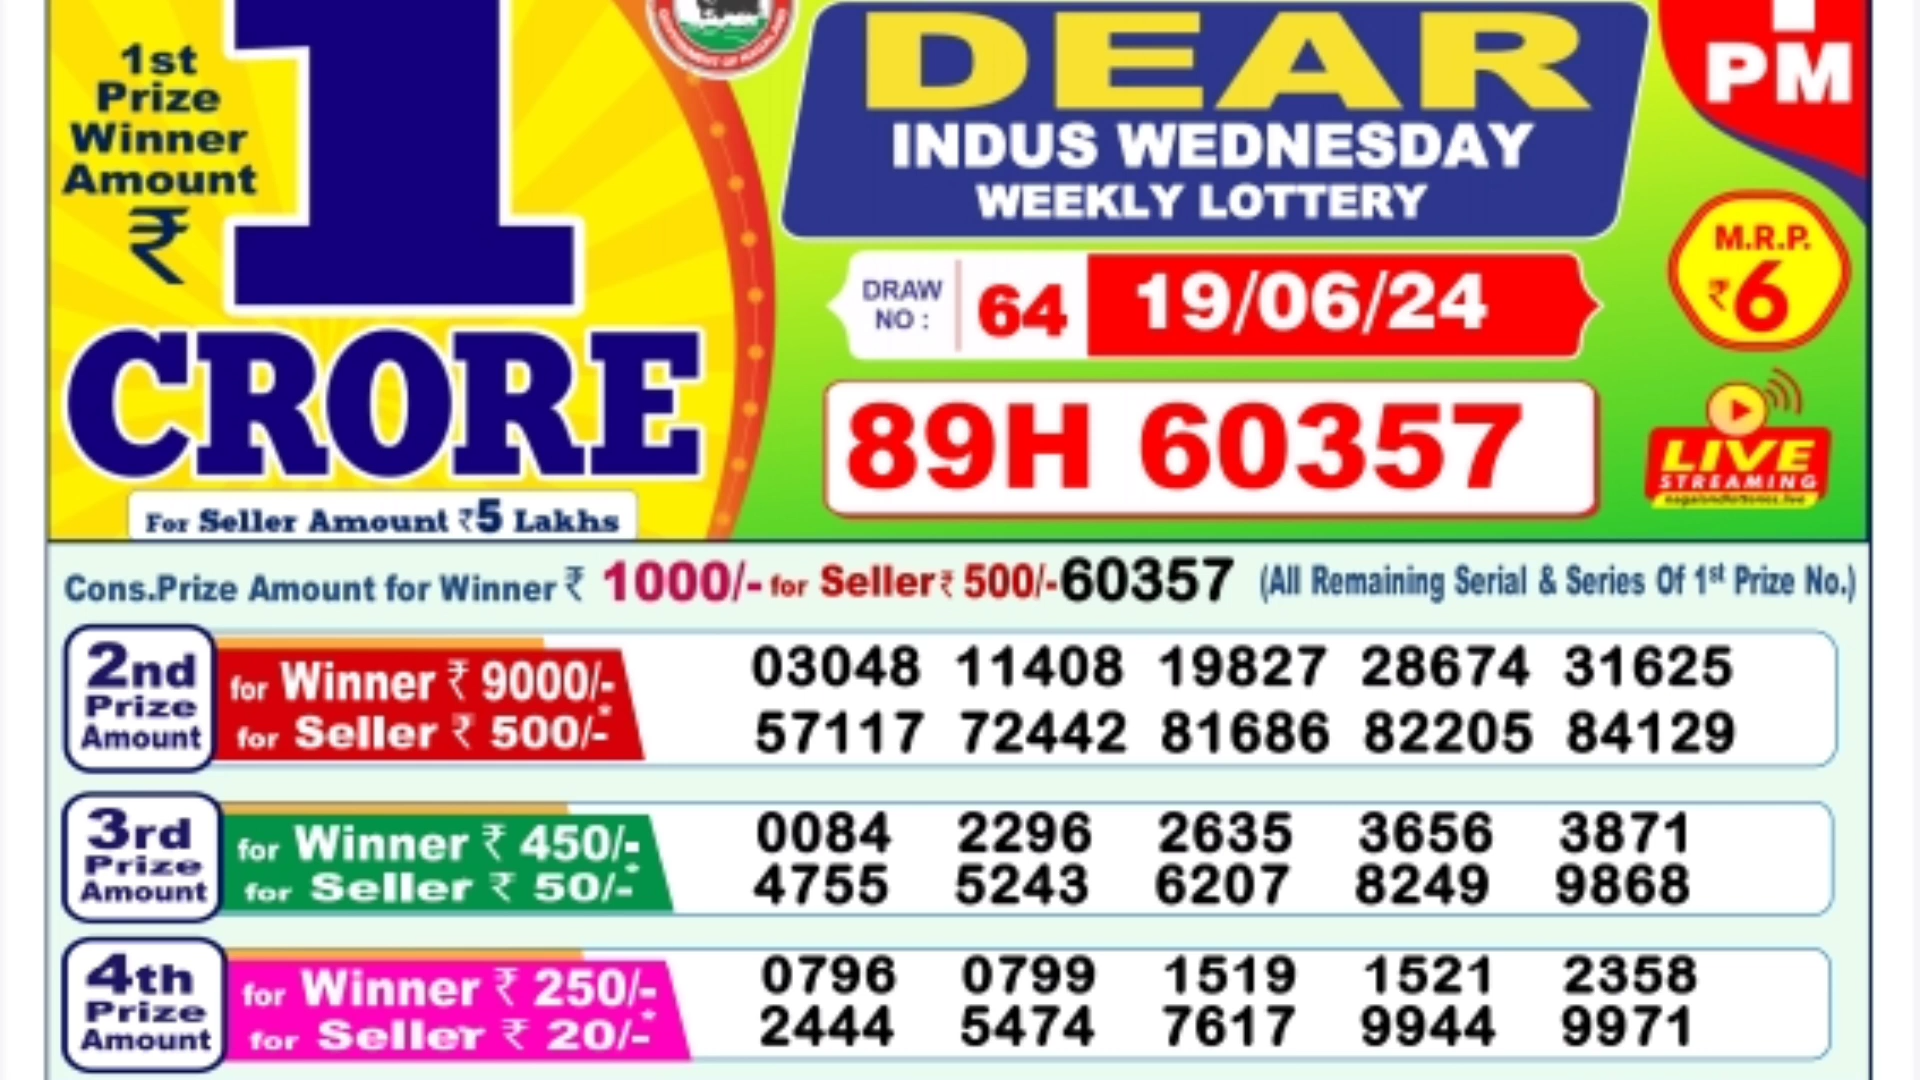 1st
Prize
Winner
Amount
₹
1
CRORE
For Seller Amount ₹5 Lakhs
GOVERNMENT OF NAGALAND
DEAR
INDUS WEDNESDAY
WEEKLY LOTTERY
PM
M.R.P.
₹6
DRAW NO : 64 19/06/24
89H 60357
LIVE
STREAMING
Cons.Prize Amount for Winner ₹ 1000/- for Seller ₹ 500/- 60357 (All Remaining Serial & Series Of 1st Prize No.)
2nd
Prize
Amount
for Winner ₹ 9000/-
for Seller ₹ 500/-*
03048 11408 19827 28674 31625
57117 72442 81686 82205 84129
3rd
Prize
Amount
for Winner ₹ 450/-
for Seller ₹ 50/-*
0084 2296 2635 3656 3871
4755 5243 6207 8249 9868
4th
Prize
Amount
for Winner ₹ 250/-
for Seller ₹ 20/-*
0796 0799 1519 1521 2358
2444 5474 7617 9944 9971